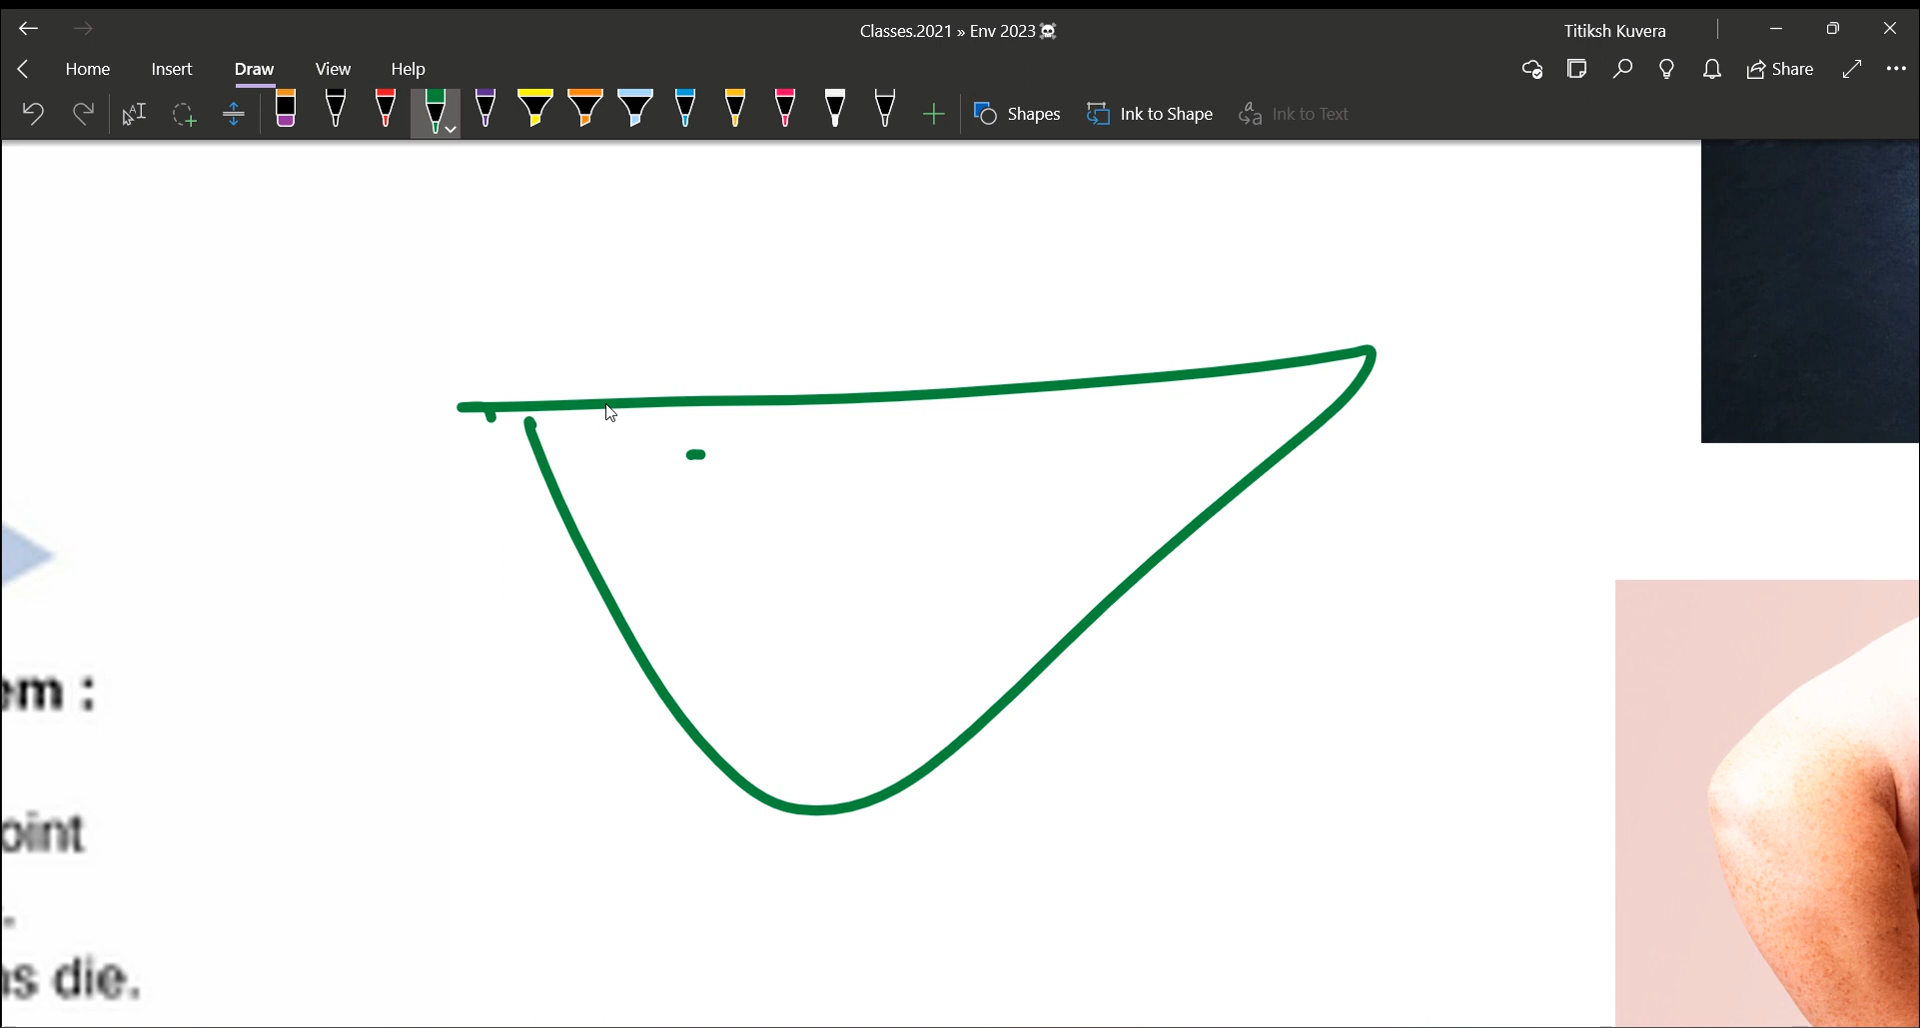 Classes.2021 » Env 2023☠ Titiksh Kuvera
Home Insert Draw View Help Share
Shapes Ink to Shape Ink to Text
em :
oint
.
s die.